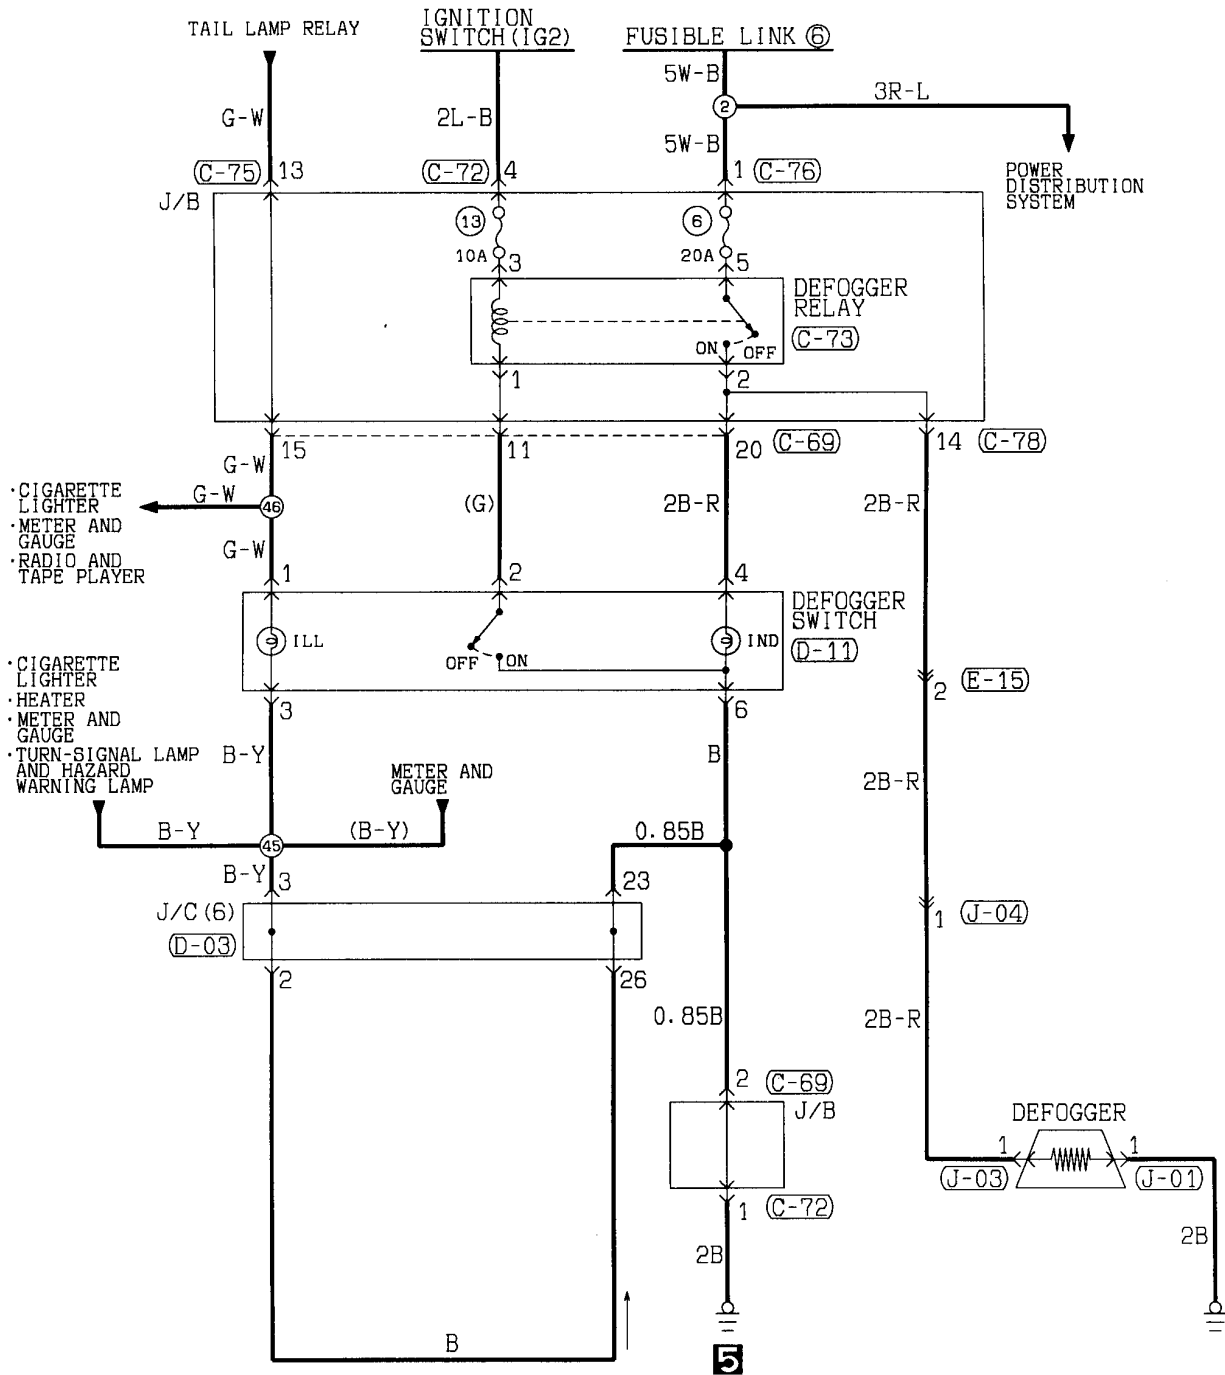 TAIL LAMP RELAY
IGNITION
SWITCH(IG2)
FUSIBLE LINK ⑥
5W-B
2
3R-L
G-W
2L-B
5W-B
POWER
DISTRIBUTION
SYSTEM
C-75 13
C-72 4
1 C-76
J/B
13
6
10A
20A
3
5
DEFOGGER
RELAY
C-73
ON OFF
1
2
15
11
20 C-69
14 C-78
G-W
·CIGARETTE
LIGHTER
·METER AND
GAUGE
·RADIO AND
TAPE PLAYER
G-W
46
(G)
2B-R
2B-R
G-W
1
2
4
DEFOGGER
SWITCH
D-11
ILL
OFF ON
IND
·CIGARETTE
LIGHTER
·HEATER
·METER AND
GAUGE
·TURN-SIGNAL LAMP
AND HAZARD
WARNING LAMP
2 E-15
3
6
B-Y
B
METER AND
GAUGE
2B-R
B-Y
(B-Y)
0.85B
45
B-Y 3
23
J/C(6)
D-03
1 J-04
2
26
0.85B
2B-R
2 C-69
J/B
DEFOGGER
1
1
J-03
J-01
1 C-72
2B
2B
B
5